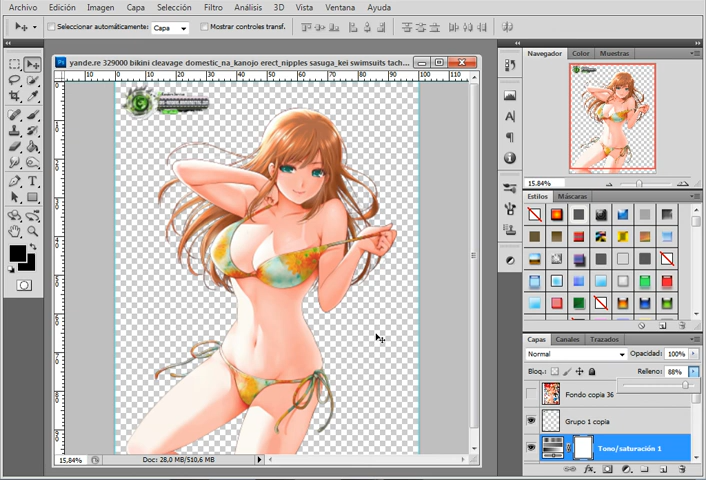 Archivo Edición Imagen Capa Selección Filtro Análisis 3D Vista Ventana Ayuda
Seleccionar automáticamente: Capa Mostrar controles transf.
yande.re 329000 bikini cleavage domestic_na_kanojo erect_nipples sasuga_kei swimsuits tach...
Navegador Color Muestras
15.84%
Estilos Máscaras
Capas Canales Trazados
Normal Opacidad: 100%
Bloq.: Relleno: 88%
Fondo copia 36
Grupo 1 copia
Tono/saturación 1
15,84% Doc: 28,0 MB/510,6 MB